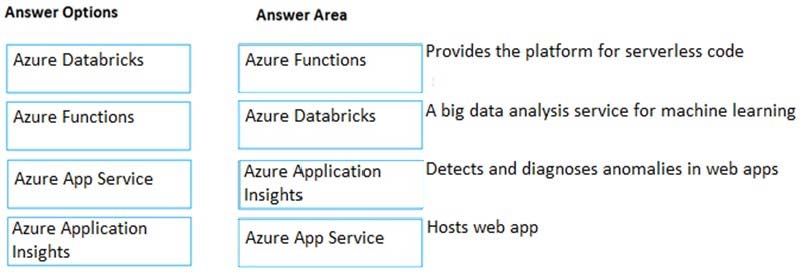 Answer Options
Answer Area
Azure Databricks
Azure Functions
Provides the platform for serverless code
Azure Functions
Azure Databricks
A big data analysis service for machine learning
Azure App Service
Azure Application
Insights
Detects and diagnoses anomalies in web apps
Azure Application
Insights
Azure App Service
Hosts web app